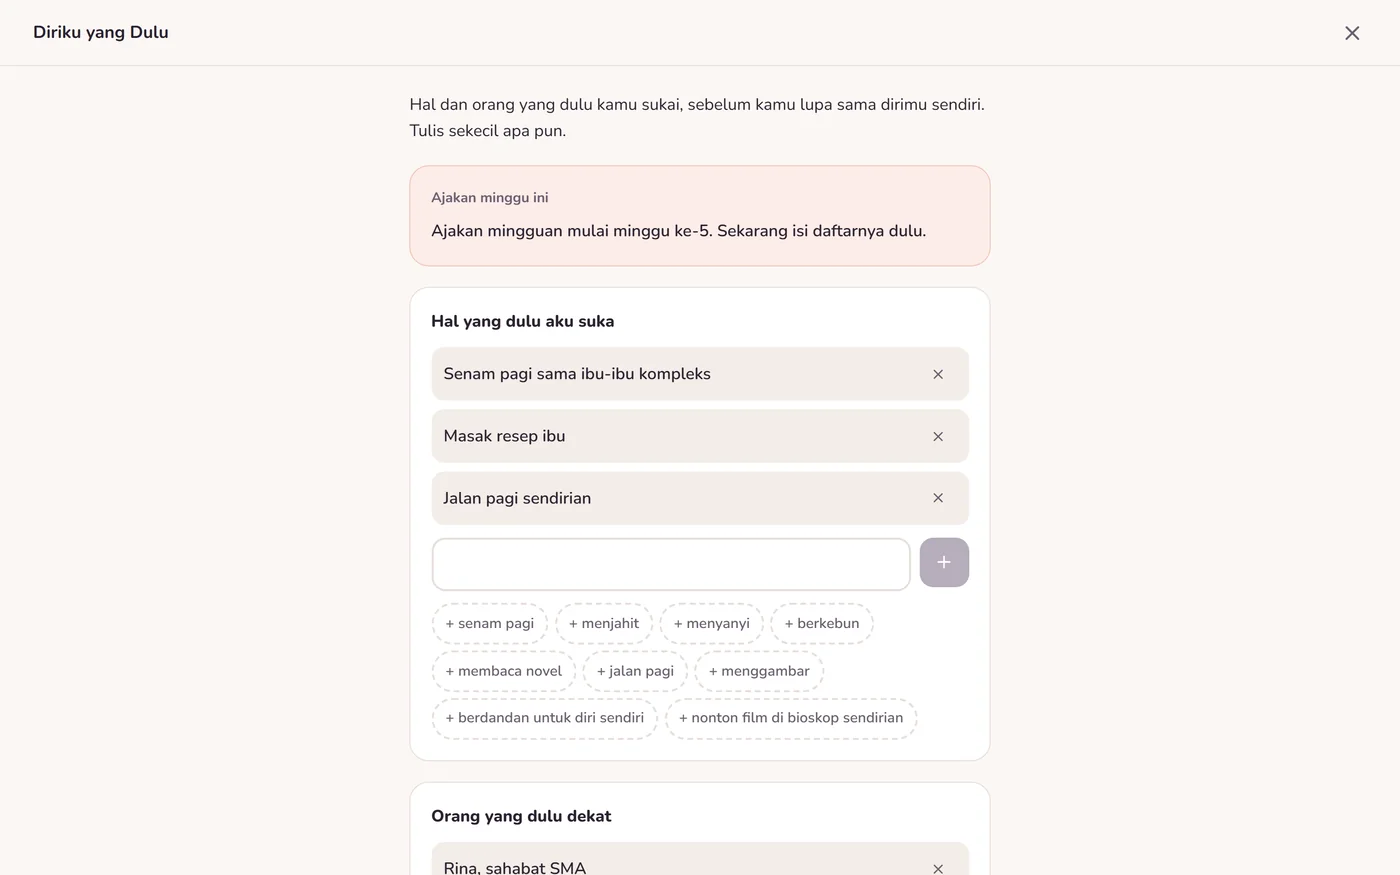 Diriku yang Dulu
Hal dan orang yang dulu kamu sukai, sebelum kamu lupa sama dirimu sendiri.
Tulis sekecil apa pun.
Ajakan minggu ini
Ajakan mingguan mulai minggu ke-5. Sekarang isi daftarnya dulu.
Hal yang dulu aku suka
Senam pagi sama ibu-ibu kompleks
Masak resep ibu
Jalan pagi sendirian
+ senam pagi + menjahit + menyanyi + berkebun
+ membaca novel + jalan pagi + menggambar
+ berdandan untuk diri sendiri + nonton film di bioskop sendirian
Orang yang dulu dekat
Rina, sahabat SMA